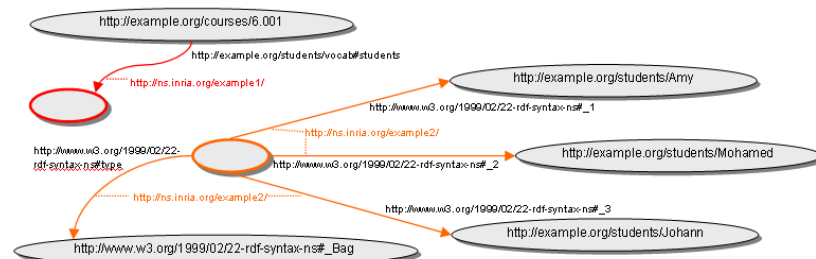 http://example.org/courses/6.001
http://example.org/students/vocab#students
http://ns.inria.org/example1/
http://example.org/students/Amy
http://www.w3.org/1999/02/22-rdf-syntax-ns#_1
http://ns.inria.org/example2/
http://www.w3.org/1999/02/22-
rdf-syntax-ns#type
http://www.w3.org/1999/02/22-rdf-syntax-ns#_2
http://example.org/students/Mohamed
http://ns.inria.org/example2/
http://www.w3.org/1999/02/22-rdf-syntax-ns#_3
http://example.org/students/Johann
http://www.w3.org/1999/02/22-rdf-syntax-ns#_Bag